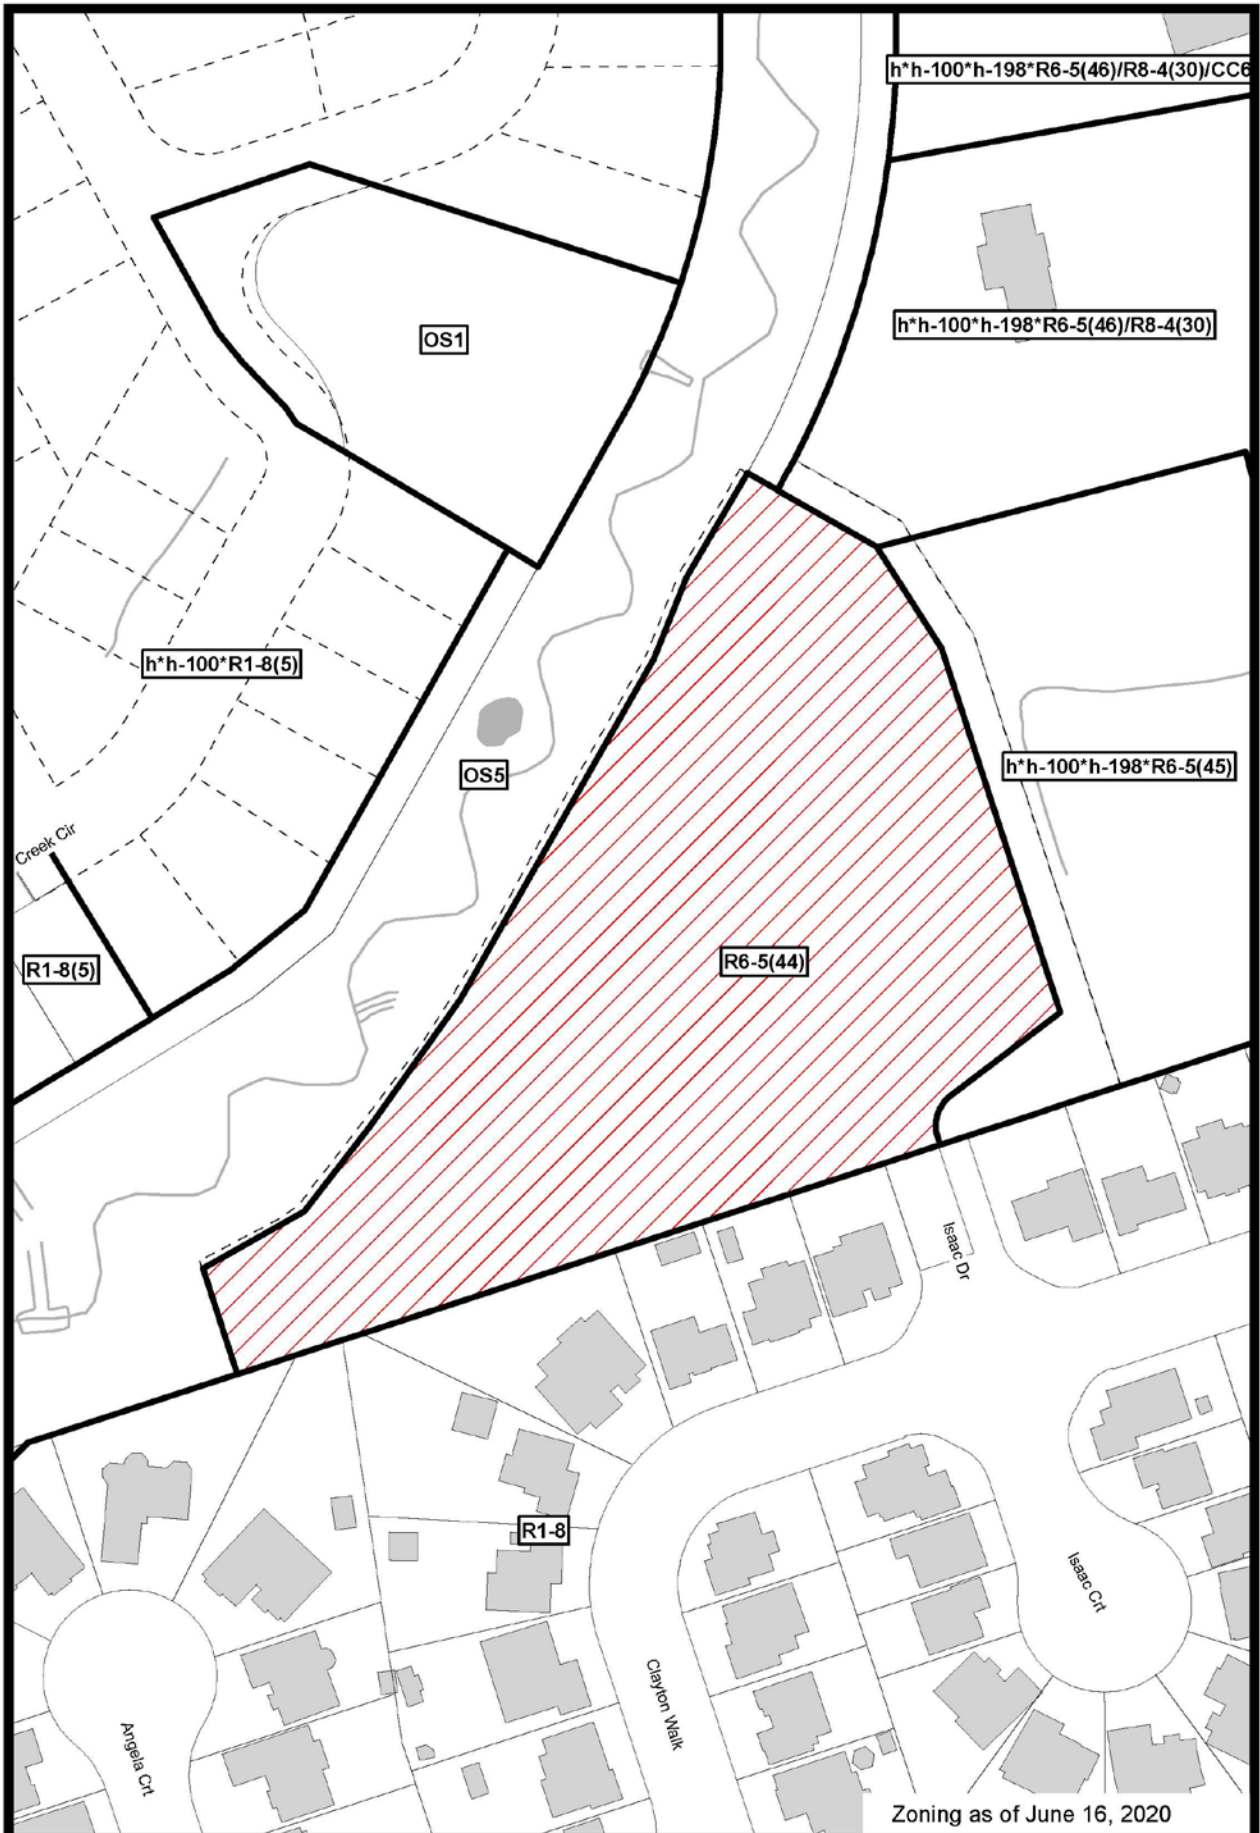 h*h-100*h-198*R6-5(46)/R8-4(30)/CC6
h*h-100*h-198*R6-5(46)/R8-4(30)
OS1
h*h-100*R1-8(5)
OS5
h*h-100*h-198*R6-5(45)
Creek Cir
R1-8(5)
R6-5(44)
Isaac Dr
R1-8
Isaac Crt
Clayton Walk
Angela Crt
Zoning as of June 16, 2020